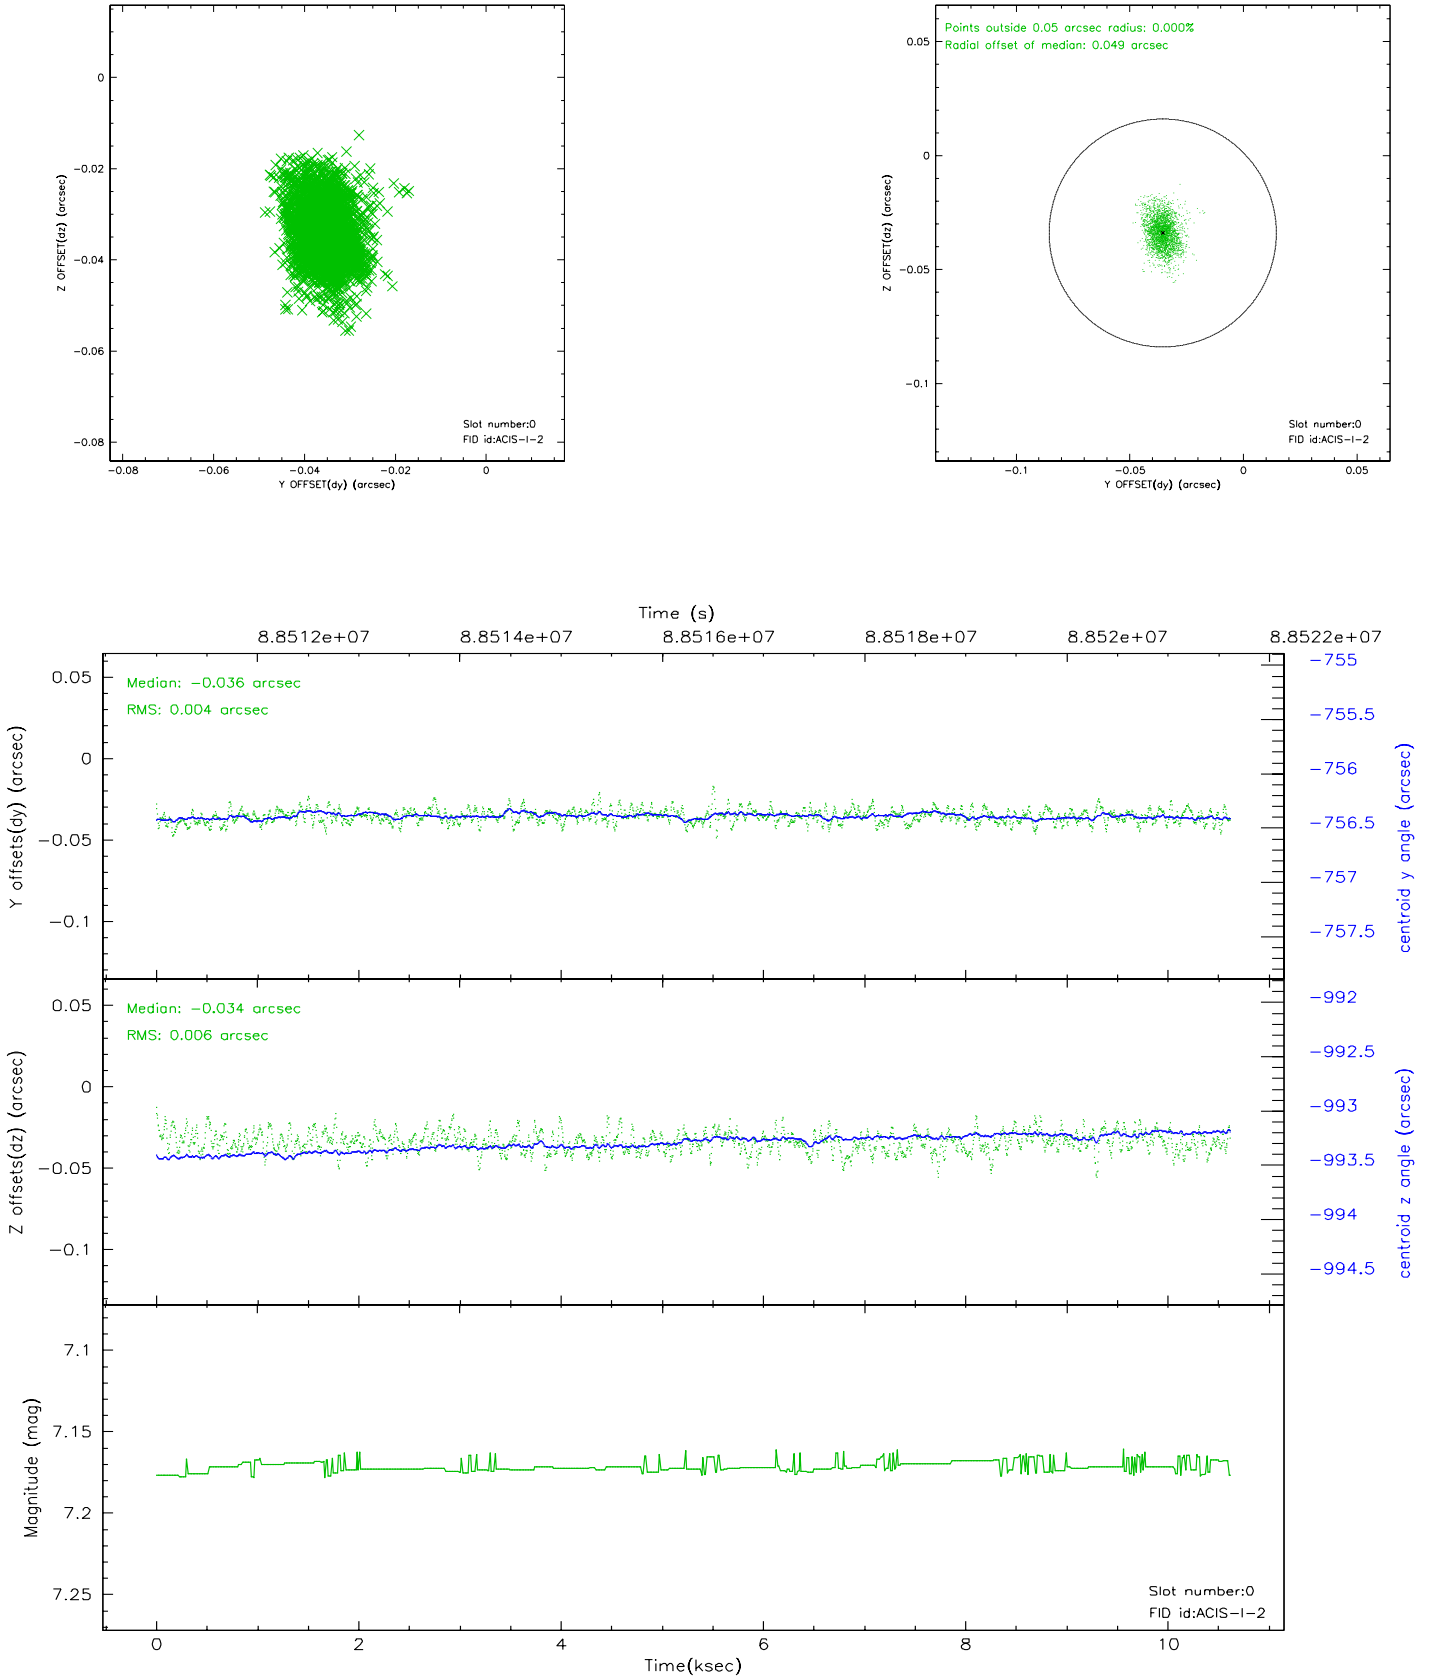 0
-0.02
-0.04
-0.06
-0.08
Z OFFSET(dz) (arcsec)
Slot number:0
FID id:ACIS-I-2
-0.08
-0.06
-0.04
-0.02
0
Y OFFSET(dy) (arcsec)
Points outside 0.05 arcsec radius: 0.000%
Radial offset of median: 0.049 arcsec
0.05
0
-0.05
-0.1
Z OFFSET(dz) (arcsec)
Slot number:0
FID id:ACIS-I-2
-0.1
-0.05
0
0.05
Y OFFSET(dy) (arcsec)
Time (s)
8.8512e+07
8.8514e+07
8.8516e+07
8.8518e+07
8.852e+07
8.8522e+07
Median: -0.036 arcsec
RMS: 0.004 arcsec
0.05
0
-0.05
-0.1
Y offsets(dy) (arcsec)
-755
-755.5
-756
-756.5
-757
-757.5
centroid y angle (arcsec)
Median: -0.034 arcsec
RMS: 0.006 arcsec
0.05
0
-0.05
-0.1
Z offsets(dz) (arcsec)
-992
-992.5
-993
-993.5
-994
-994.5
centroid z angle (arcsec)
7.1
7.15
7.2
7.25
Magnitude (mag)
Slot number:0
FID id:ACIS-I-2
0
2
4
6
8
10
Time(ksec)